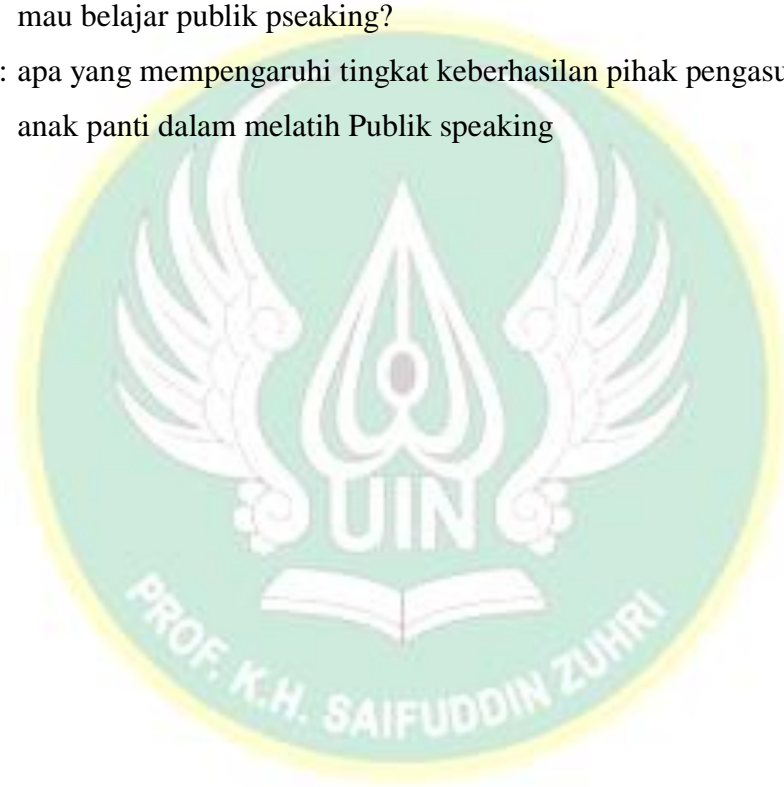 mau belajar publik pseaking?
: apa yang mempengaruhi tingkat keberhasilan pihak pengasu
anak panti dalam melatih Publik speaking
UIN
PROF. K.H. SAIFUDDIN ZUHRI